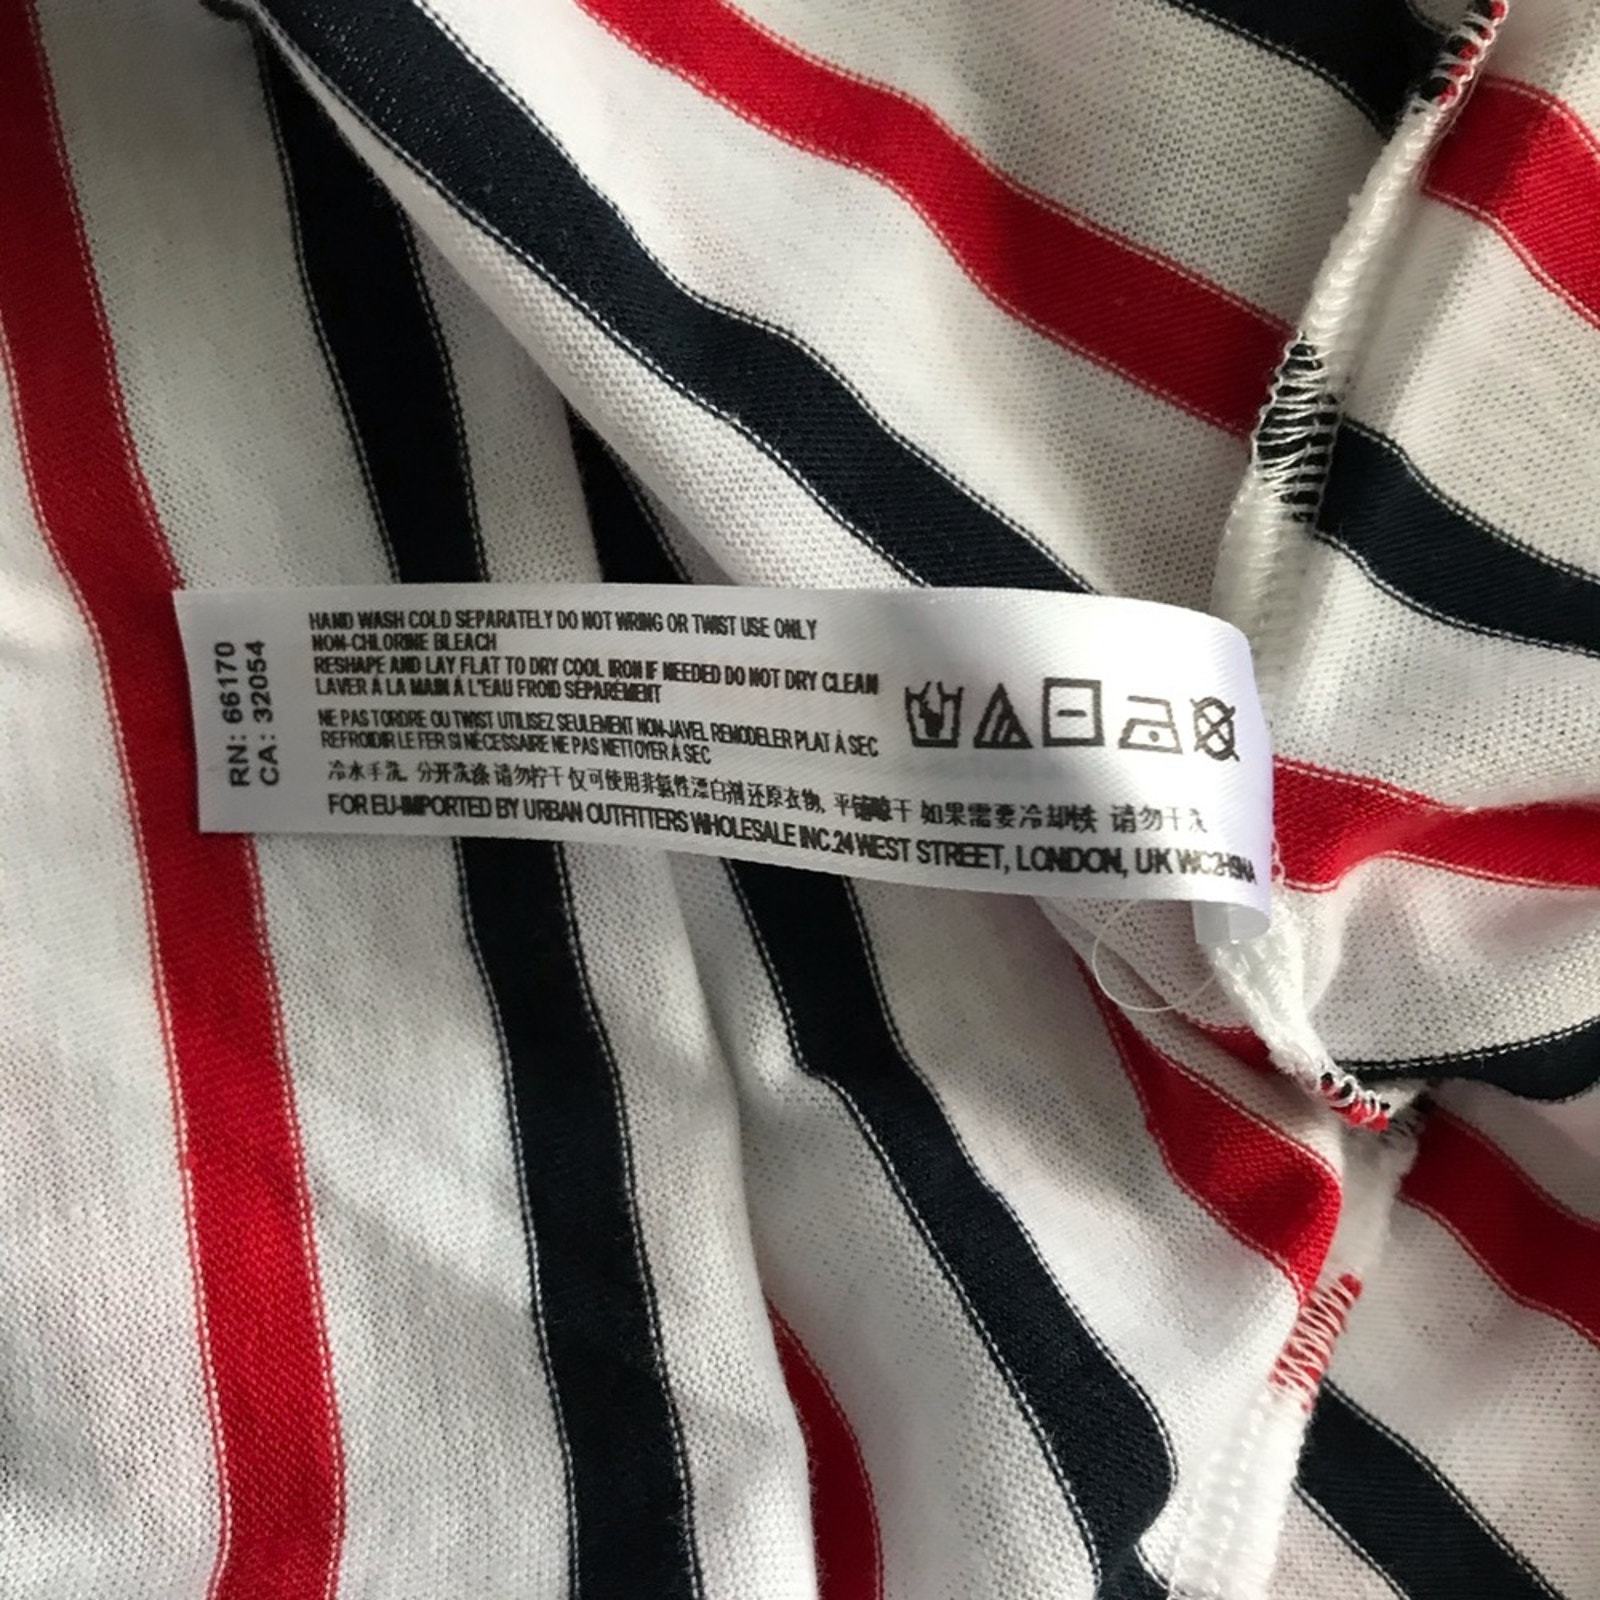 RN: 66170
CA: 32054
HAND WASH COLD SEPARATELY DO NOT WRING OR TWIST USE ONLY
NON-CHLORINE BLEACH
RESHAPE AND LAY FLAT TO DRY COOL IRON IF NEEDED DO NOT DRY CLEAN
LAVER À LA MAIN À L'EAU FROID SÉPARÉMENT
NE PAS TORDRE OU TWIST UTILISEZ SEULEMENT NON-JAVEL REMODELER PLAT À SEC
REFROIDIR LE FER SI NÉCESSAIRE NE PAS NETTOYER À SEC
冷水手洗. 分开洗涤 请勿拧干 仅可使用非氯性漂白剂 还原衣物, 平铺晾干 如果需要冷却铁 请勿干洗
FOR EU-IMPORTED BY URBAN OUTFITTERS WHOLESALE INC.24 WEST STREET, LONDON, UK WC2H9NA